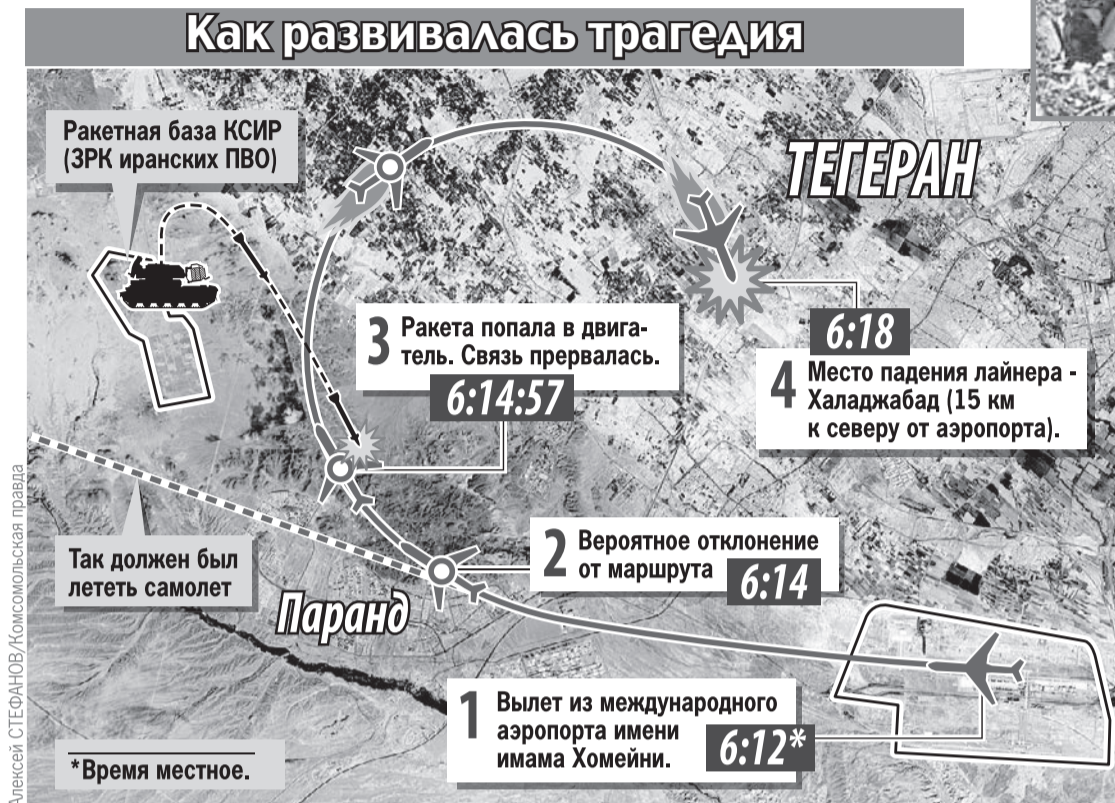 Как развивалась трагедия
Ракетная база КСИР
(ЗРК иранских ПВО)
ТЕГЕРАН
3 Ракета попала в двига-
тель. Связь прервалась.
6:14:57
6:18
4 Место падения лайнера -
Халаджабад (15 км
к северу от аэропорта).
Так должен был
лететь самолет
2 Вероятное отклонение
от маршрута 6:14
Паранд
1 Вылет из международного
аэропорта имени
имама Хомейни. 6:12*
*Время местное.
Алексей СТЕФАНОВ/Комсомольская правда